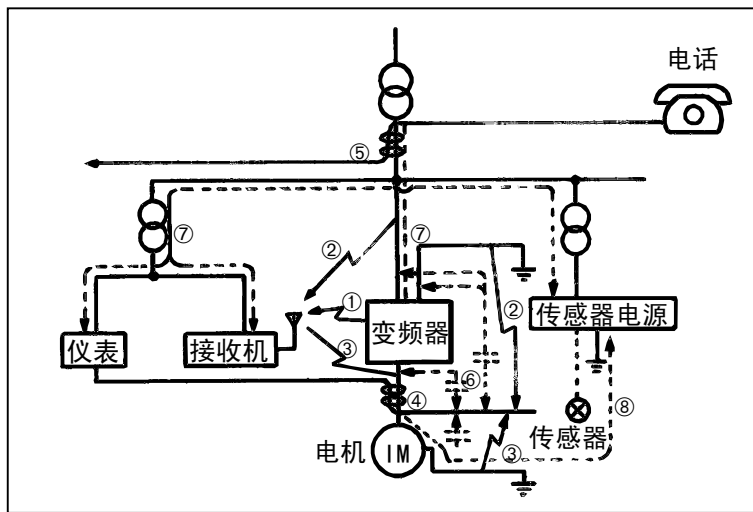 电话
⑤
⑦
②
⑦
②
①
变频器
传感器电源
仪表
接收机
③
⑥
④
⑧
传感器
电机
IM
③